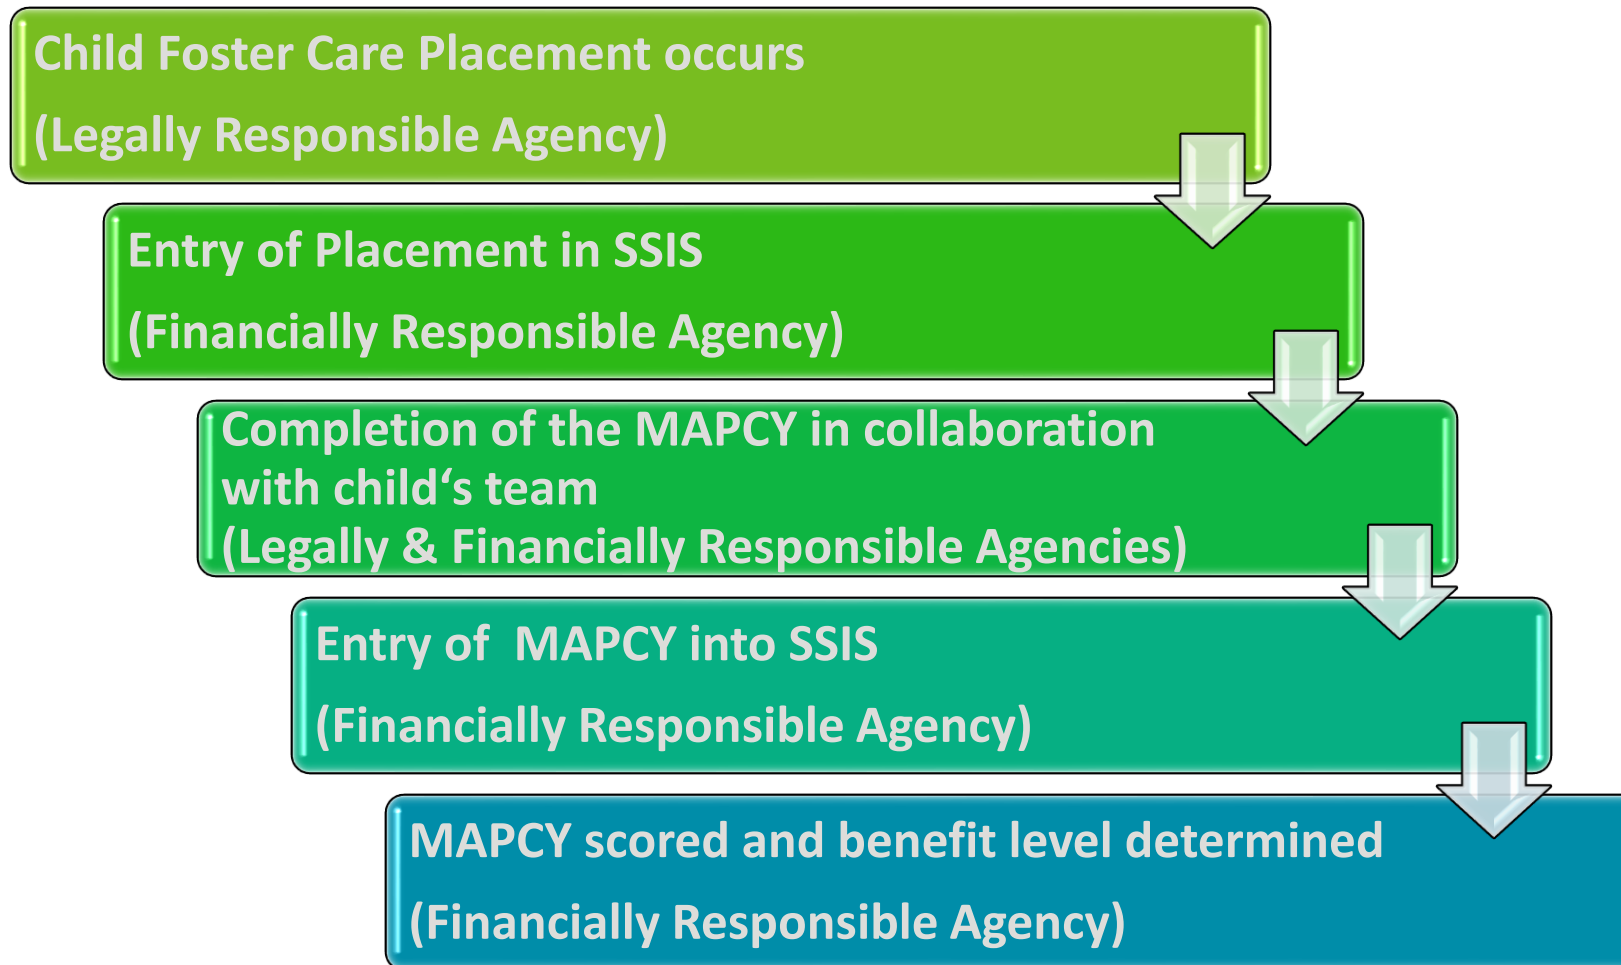 Child Foster Care Placement occurs
(Legally Responsible Agency)
Entry of Placement in SSIS
(Financially Responsible Agency)
Completion of the MAPCY in collaboration
with child‘s team
(Legally & Financially Responsible Agencies)
Entry of  MAPCY into SSIS
(Financially Responsible Agency)
MAPCY scored and benefit level determined
(Financially Responsible Agency)